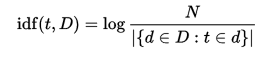 idf(t, D) = log N / |{d ∈ D : t ∈ d}|